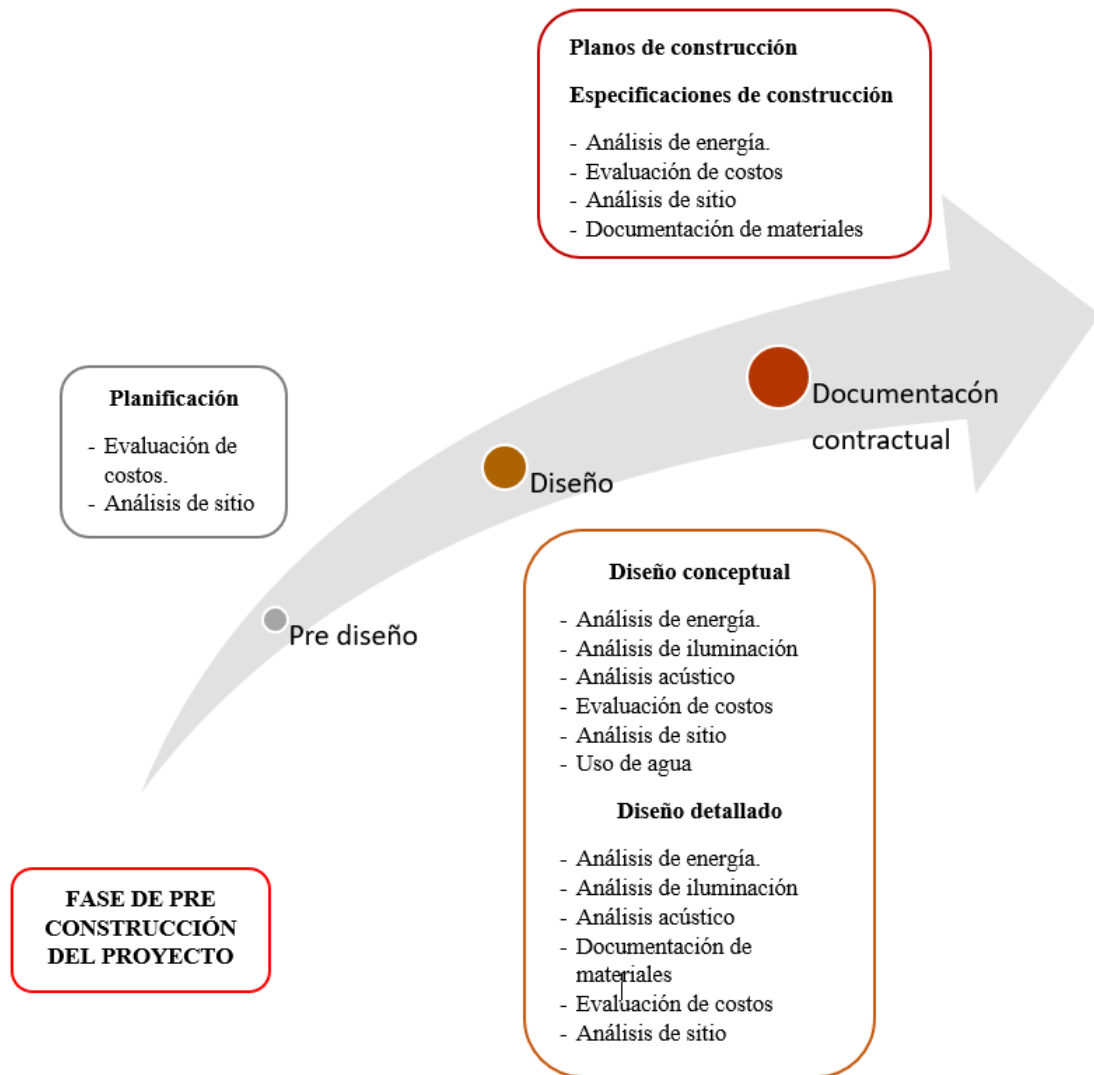 Planos de construcción
Especificaciones de construcción
- Análisis de energía.
- Evaluación de costos
- Análisis de sitio
- Documentación de materiales
Planificación
- Evaluación de
costos.
- Análisis de sitio
Documentacón
contractual
Diseño
Pre diseño
Diseño conceptual
- Análisis de energía.
- Análisis de iluminación
- Análisis acústico
- Evaluación de costos
- Análisis de sitio
- Uso de agua
Diseño detallado
- Análisis de energía.
- Análisis de iluminación
- Análisis acústico
- Documentación de
materiales
- Evaluación de costos
- Análisis de sitio
FASE DE PRE
CONSTRUCCIÓN
DEL PROYECTO